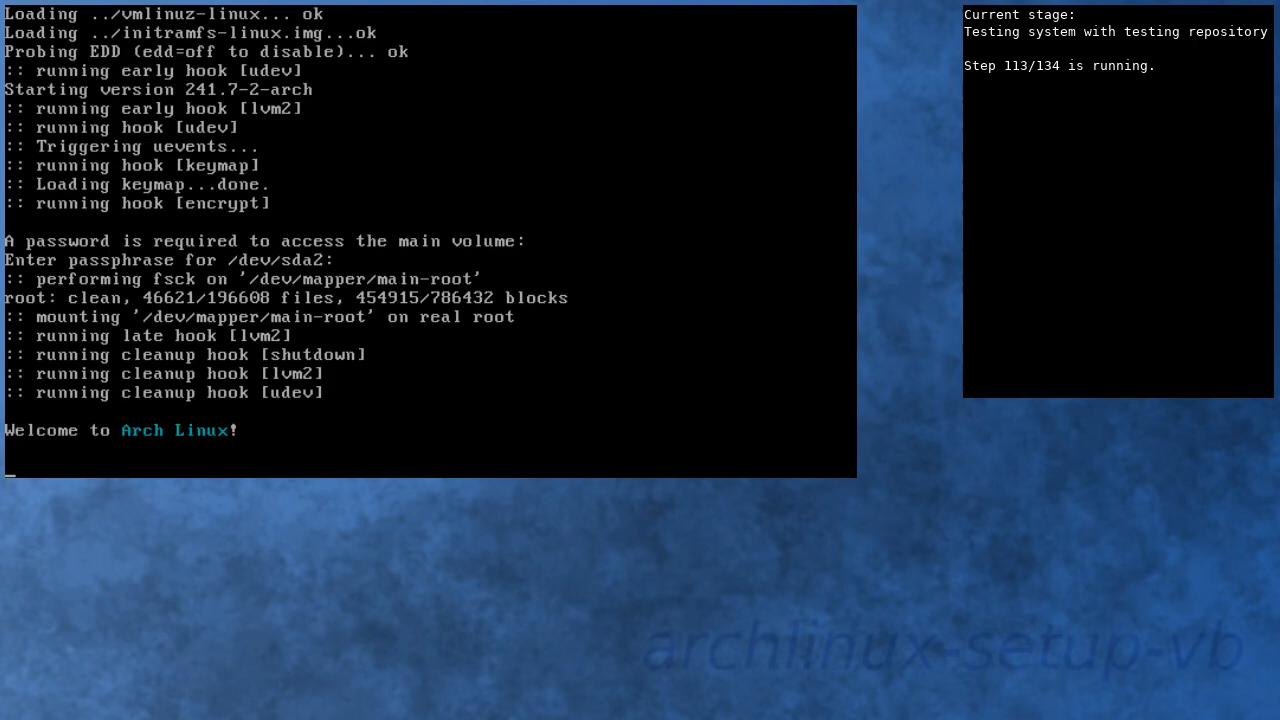 Loading ../vmlinuz-linux... ok
Loading ../initramfs-linux.img...ok
Probing EDD (edd=off to disable)... ok
:: running early hook [udev]
Starting version 241.7-2-arch
:: running early hook [lvm2]
:: running hook [udev]
:: Triggering uevents...
:: running hook [keymap]
:: Loading keymap...done.
:: running hook [encrypt]
A password is required to access the main volume:
Enter passphrase for /dev/sda2:
:: performing fsck on '/dev/mapper/main-root'
root: clean, 46621/196608 files, 454915/786432 blocks
:: mounting '/dev/mapper/main-root' on real root
:: running late hook [lvm2]
:: running cleanup hook [shutdown]
:: running cleanup hook [lvm2]
:: running cleanup hook [udev]
Welcome to Arch Linux!
_
Current stage:
Testing system with testing repository
Step 113/134 is running.
archlinux-setup-vb